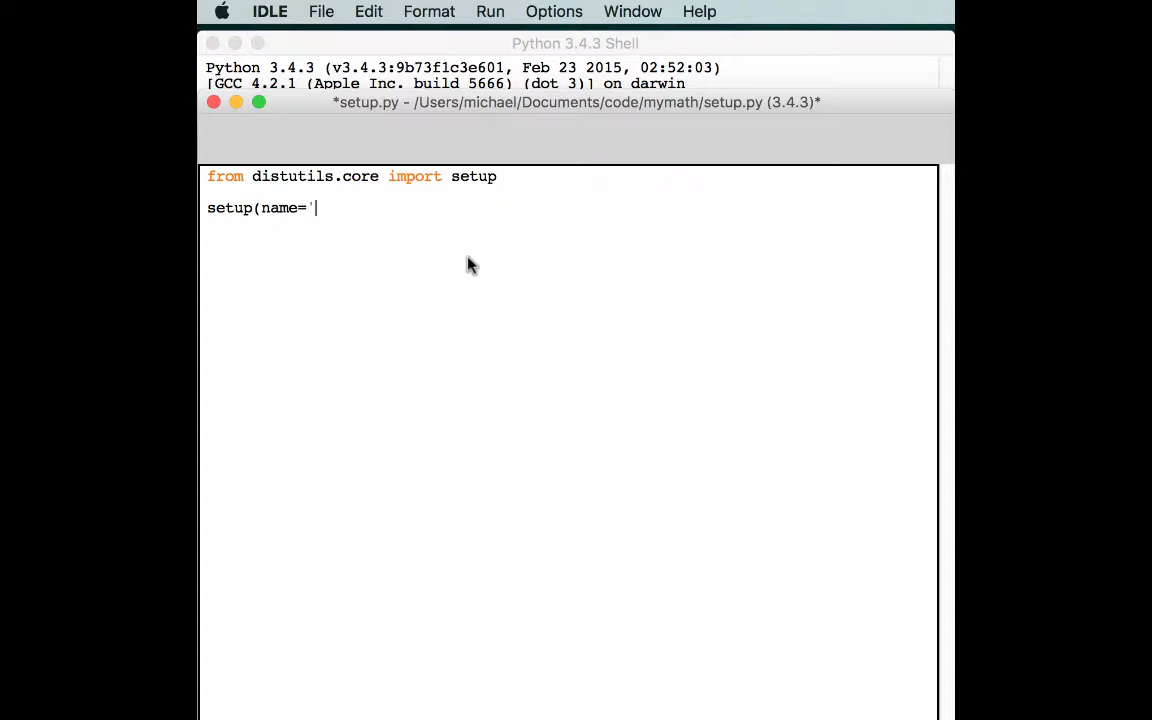 IDLE File Edit Format Run Options Window Help
Python 3.4.3 Shell
Python 3.4.3 (v3.4.3:9b73f1c3e601, Feb 23 2015, 02:52:03)
[GCC 4.2.1 (Apple Inc. build 5666) (dot 3)] on darwin
*setup.py - /Users/michael/Documents/code/mymath/setup.py (3.4.3)*
from distutils.core import setup
setup(name='